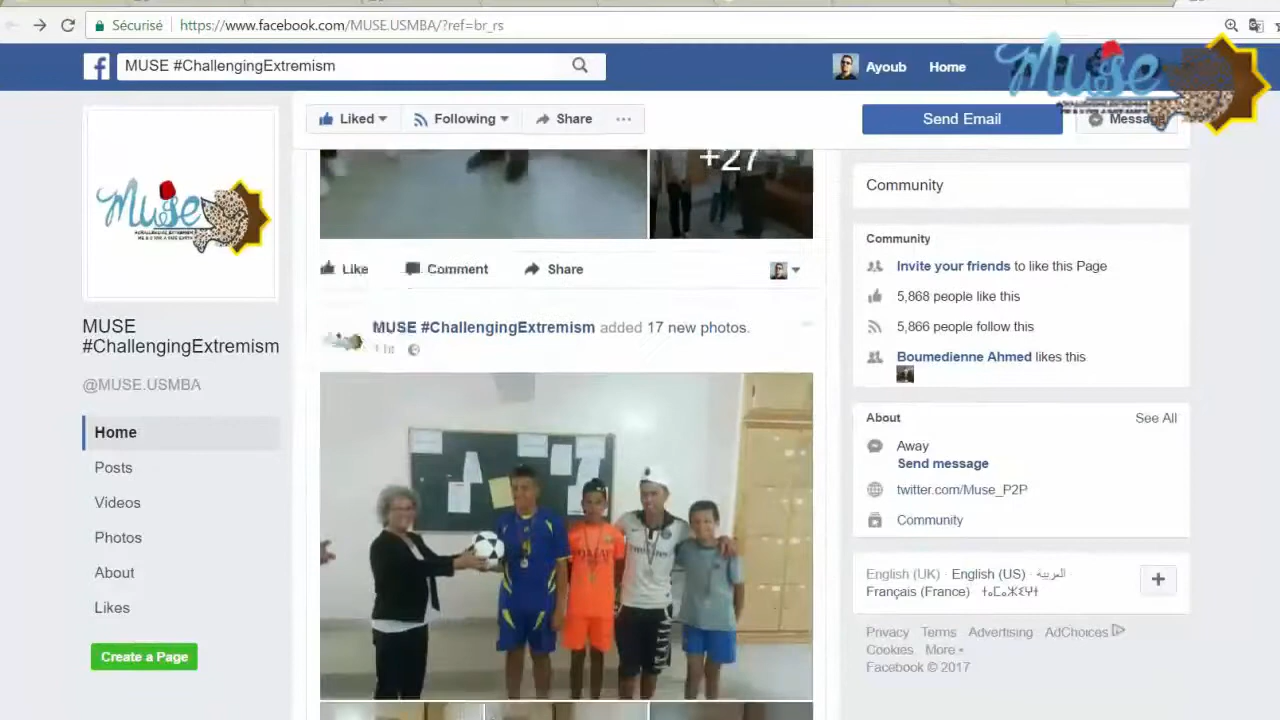 Sécurisé https://www.facebook.com/MUSE.USMBA/?ref=br_rs
MUSE #ChallengingExtremism
Ayoub Home
Muse
Liked Following Share
Send Email Message
+27
Muse
Like Comment Share
MUSE #ChallengingExtremism added 17 new photos.
1 hr
MUSE
#ChallengingExtremism
@MUSE.USMBA
Home
Posts
Videos
Photos
About
Likes
Create a Page
Community
Community
Invite your friends to like this Page
5,868 people like this
5,866 people follow this
Boumedienne Ahmed likes this
About See All
Away
Send message
twitter.com/Muse_P2P
Community
English (UK) · English (US) · العربية ·
Français (France) · ⵜⴰⵎⴰⵣⵉⵖⵜ
Privacy Terms Advertising AdChoices
Cookies More
Facebook © 2017